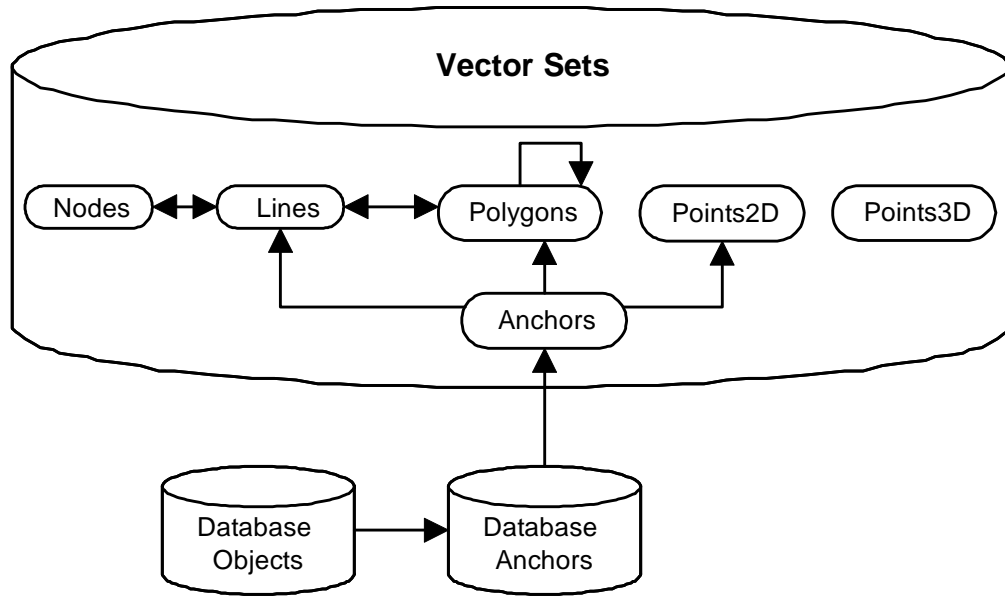 Vector Sets
Nodes
Lines
Polygons
Points2D
Points3D
Anchors
Database
Objects
Database
Anchors